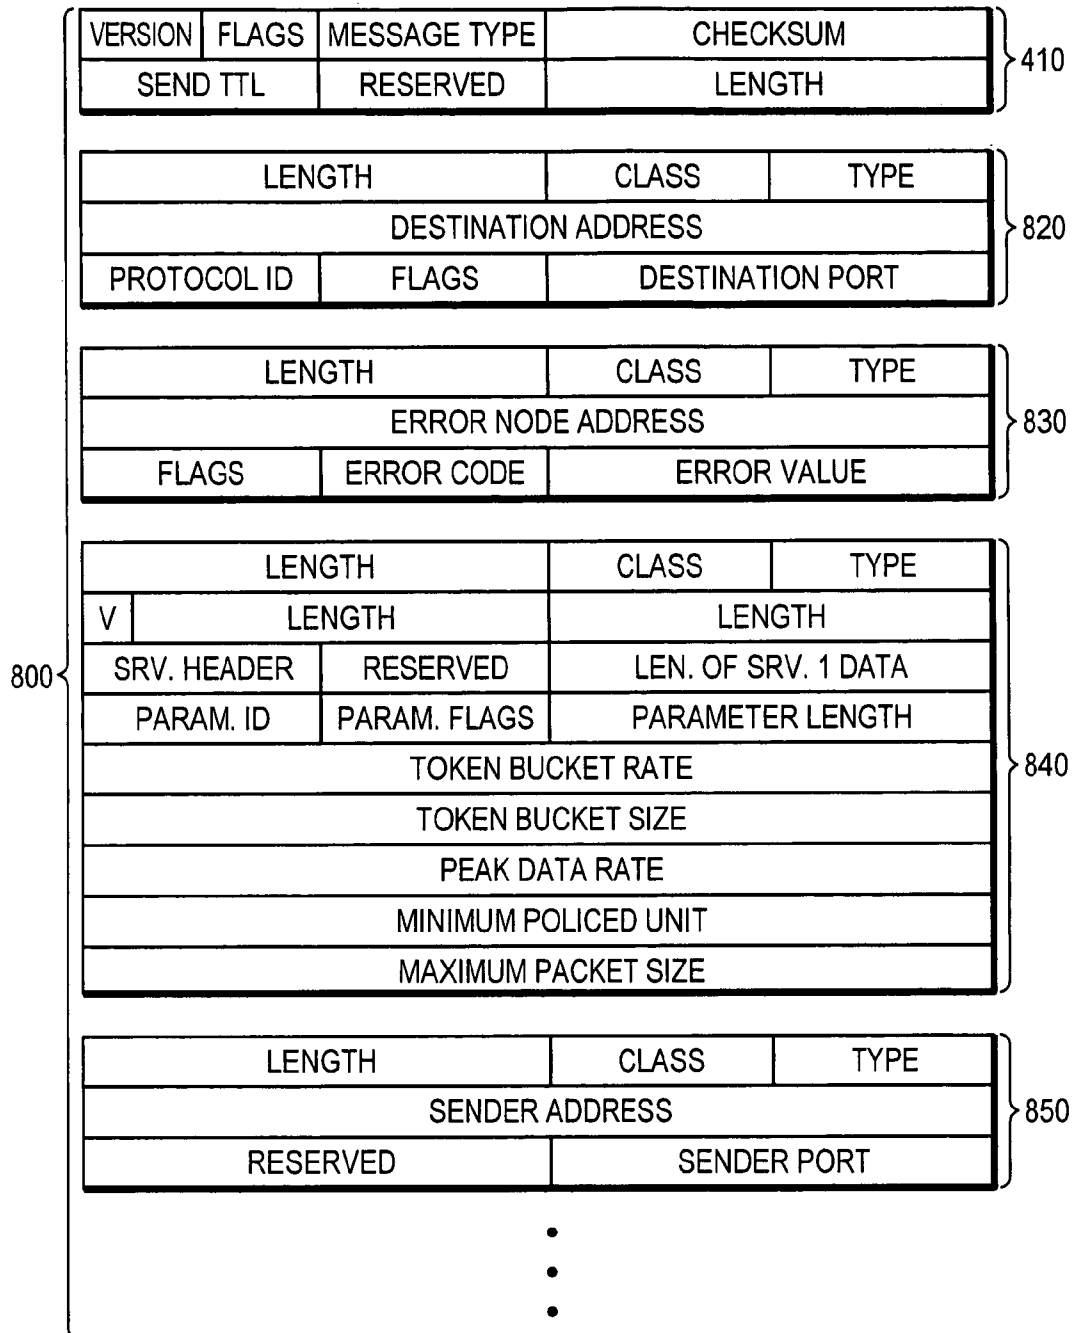 VERSION FLAGS MESSAGE TYPE CHECKSUM
SEND TTL RESERVED LENGTH
410
LENGTH CLASS TYPE
DESTINATION ADDRESS
820
PROTOCOL ID FLAGS DESTINATION PORT
LENGTH CLASS TYPE
ERROR NODE ADDRESS
830
FLAGS ERROR CODE ERROR VALUE
LENGTH CLASS TYPE
V LENGTH LENGTH
800
SRV. HEADER RESERVED LEN. OF SRV. 1 DATA
PARAM. ID PARAM. FLAGS PARAMETER LENGTH
TOKEN BUCKET RATE
840
TOKEN BUCKET SIZE
PEAK DATA RATE
MINIMUM POLICED UNIT
MAXIMUM PACKET SIZE
LENGTH CLASS TYPE
SENDER ADDRESS
850
RESERVED SENDER PORT